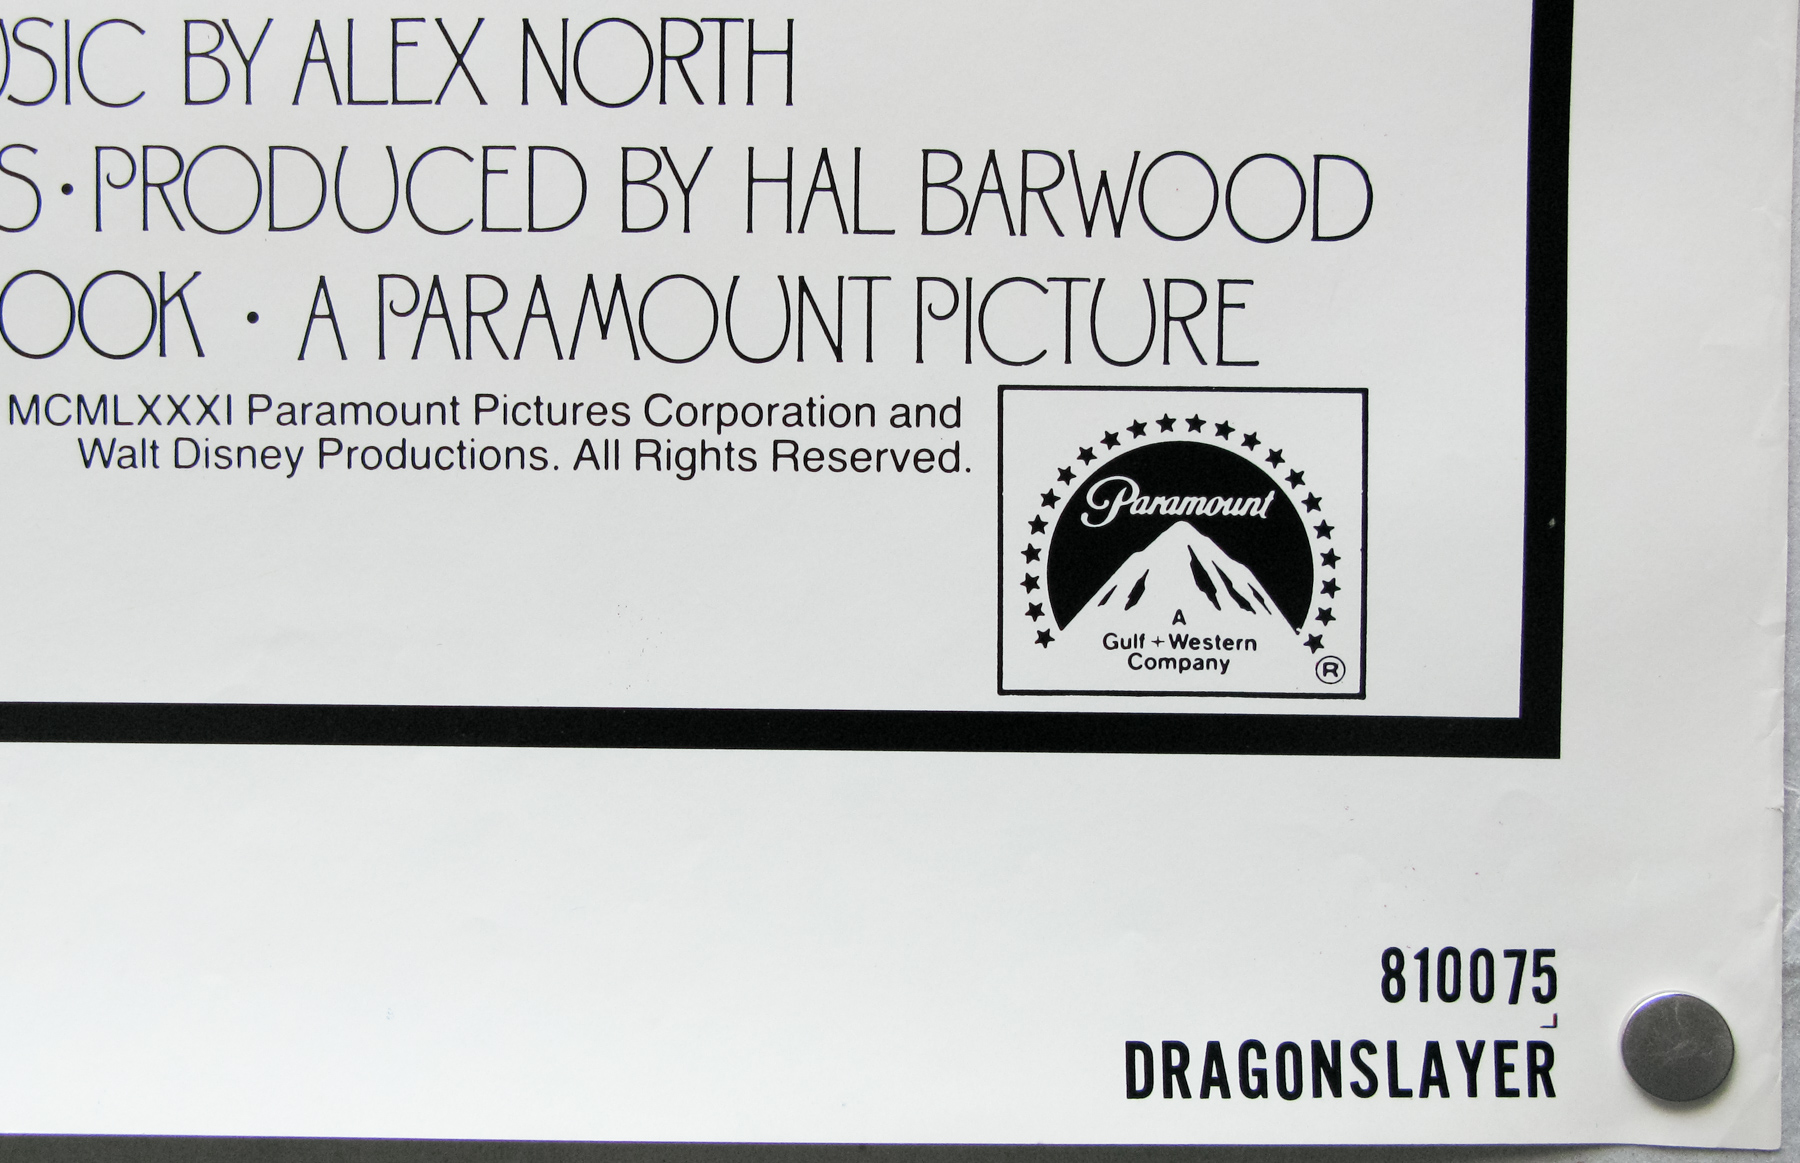 MUSIC BY ALEX NORTH
S · PRODUCED BY HAL BARWOOD
OOK · A PARAMOUNT PICTURE
MCMLXXXI Paramount Pictures Corporation and
Walt Disney Productions. All Rights Reserved.
Paramount
A
Gulf + Western
Company
®
810075
DRAGONSLAYER